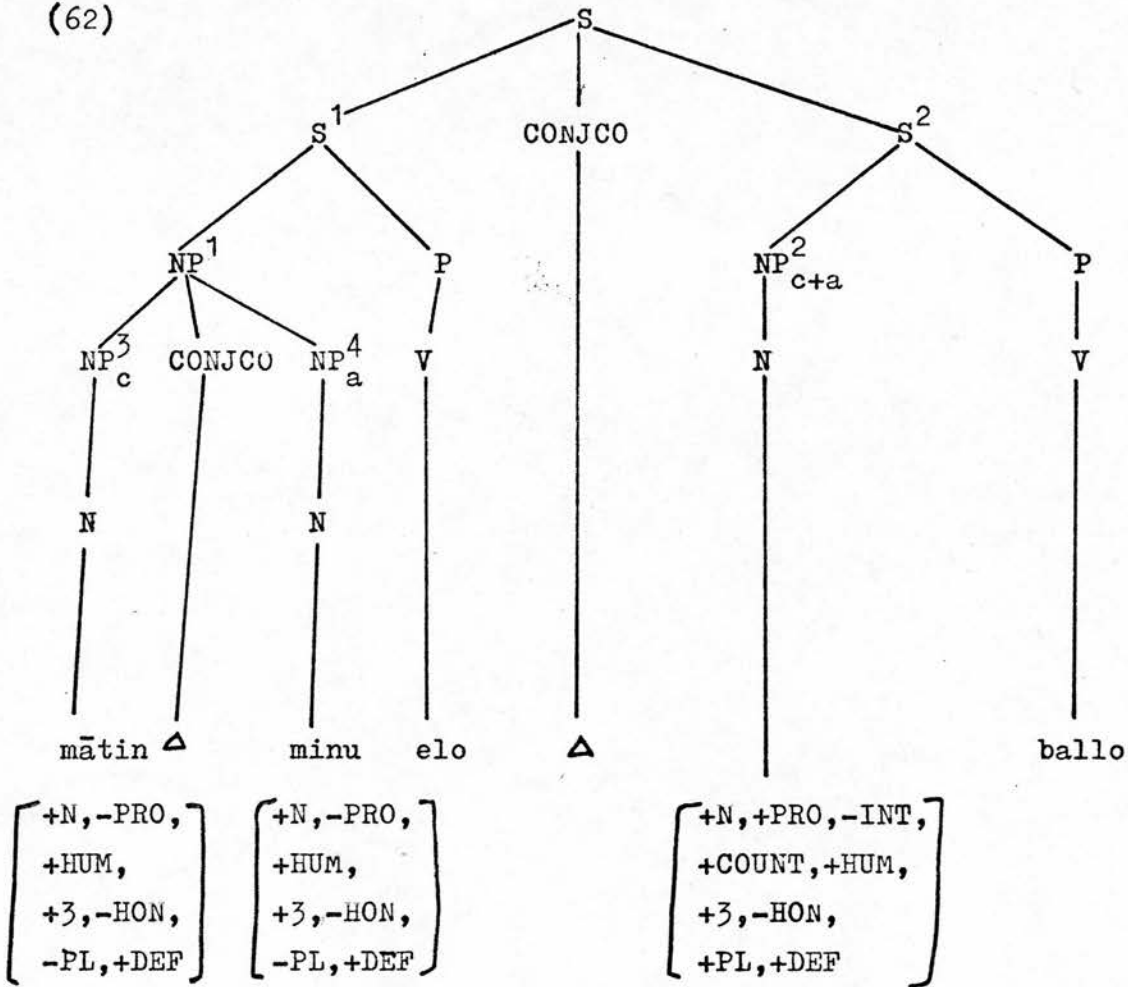 (62)
S
S¹ CONJCO S²
NP¹ P NP²c+a P
NP³c CONJCO NP⁴a V N V
N N
mātin Δ minu elo Δ ballo
+N,-PRO, +N,-PRO, +N,+PRO,-INT,
+HUM, +HUM, +COUNT,+HUM,
+3,-HON, +3,-HON, +3,-HON,
-PL,+DEF -PL,+DEF +PL,+DEF